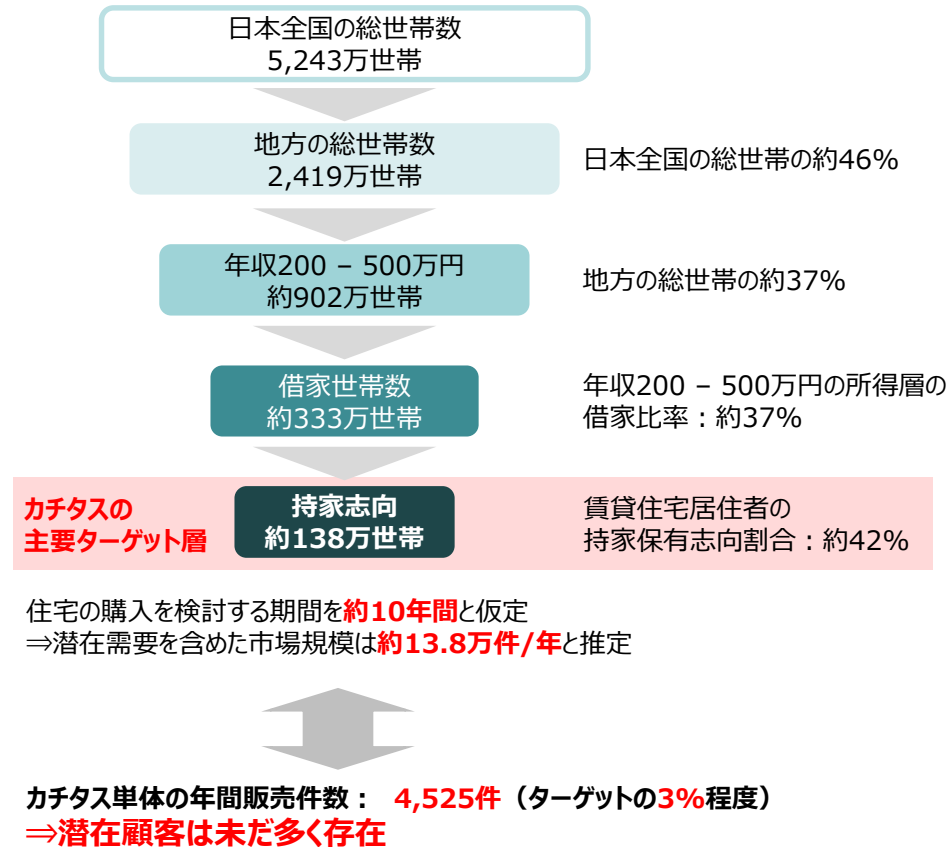 日本全国の総世帯数
5,243万世帯
地方の総世帯数
2,419万世帯
日本全国の総世帯の約46%
年収200 – 500万円
約902万世帯
地方の総世帯の約37%
借家世帯数
約333万世帯
年収200 – 500万円の所得層の
借家比率:約37%
カチタスの
主要ターゲット層
持家志向
約138万世帯
賃貸住宅居住者の
持家保有志向割合:約42%
住宅の購入を検討する期間を約10年間と仮定
⇒潜在需要を含めた市場規模は約13.8万件/年と推定
カチタス単体の年間販売件数: 4,525件(ターゲットの3%程度)
⇒潜在顧客は未だ多く存在